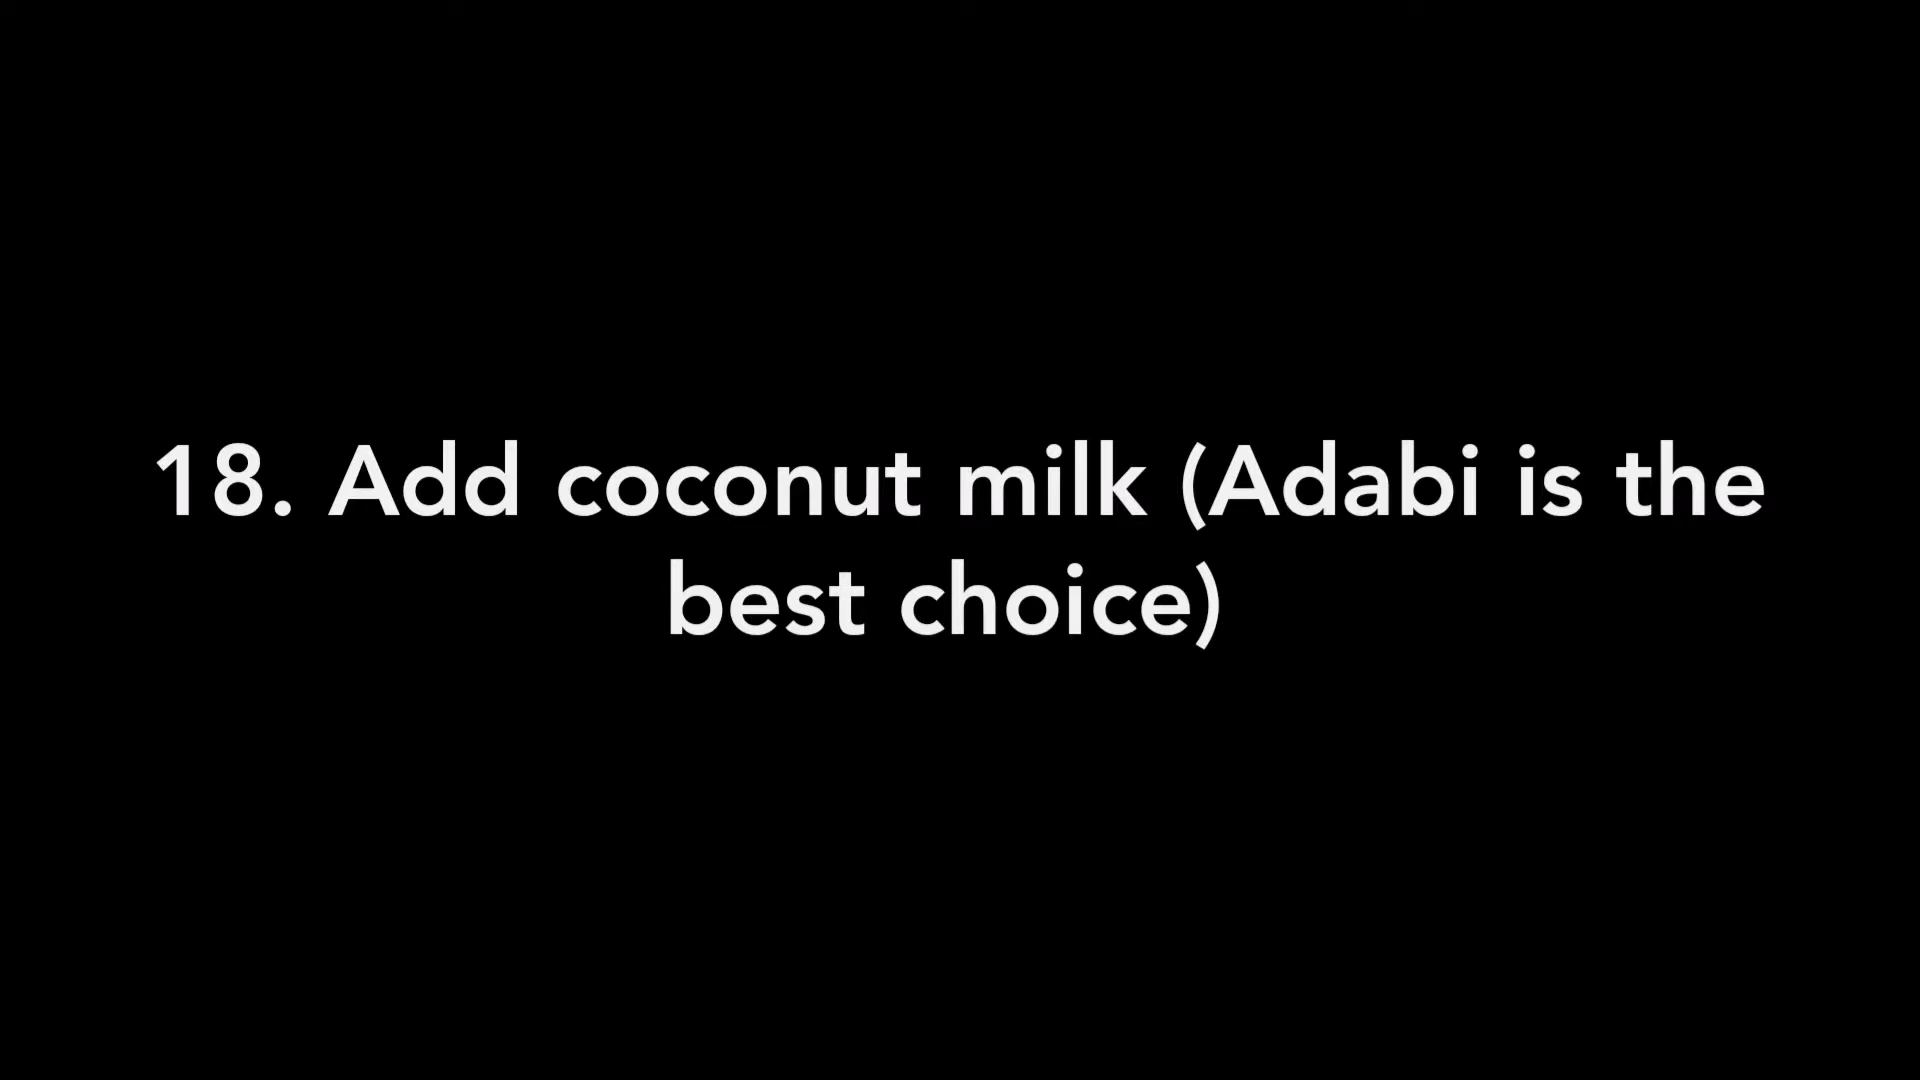 18. Add coconut milk (Adabi is the
best choice)